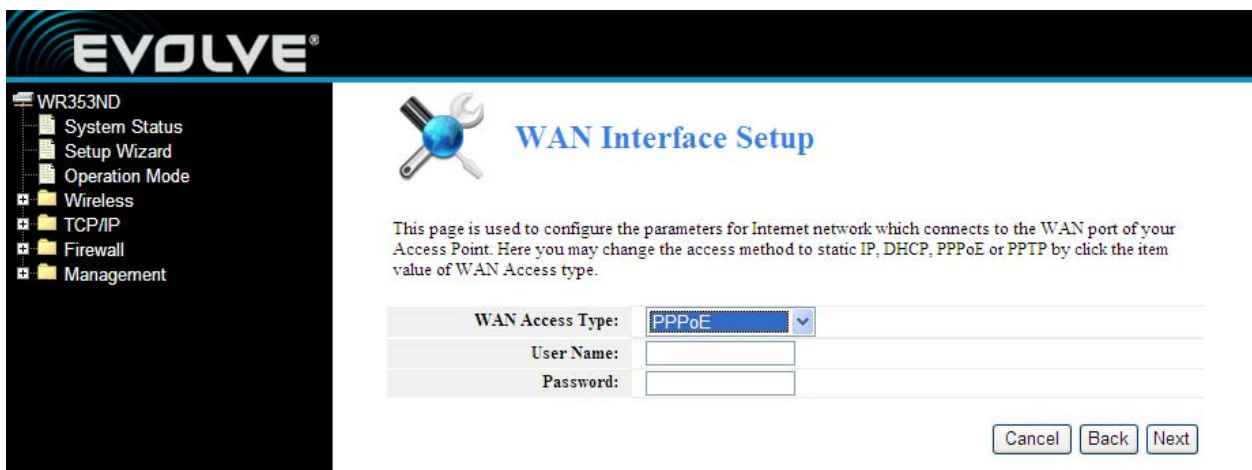 EVOLVE®
WR353ND
System Status
Setup Wizard
Operation Mode
Wireless
TCP/IP
Firewall
Management
WAN Interface Setup
This page is used to configure the parameters for Internet network which connects to the WAN port of your
Access Point. Here you may change the access method to static IP, DHCP, PPPoE or PPTP by click the item
value of WAN Access type.
WAN Access Type: PPPoE
User Name:
Password:
Cancel Back Next